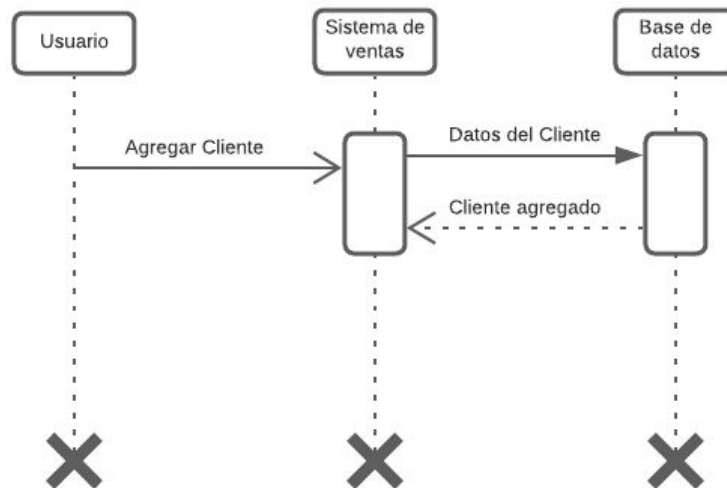 Usuario
Sistema de
ventas
Base de
datos
Agregar Cliente
Datos del Cliente
Cliente agregado